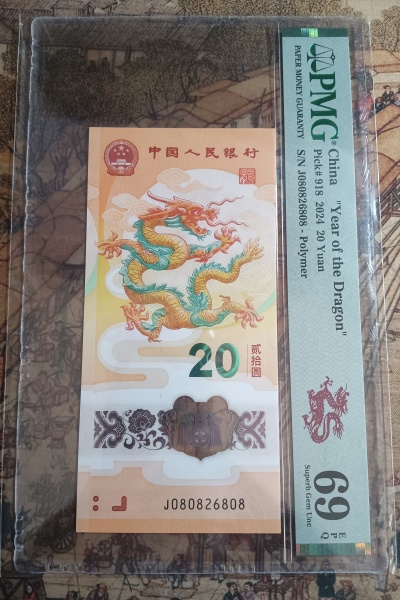 中国人民银行
20
贰拾圆
J080826808
PMG
PAPER MONEY GUARANTY
China "Year of the Dragon"
Pick# 918 2024 20 Yuan
S/N J080826808 - Polymer
69 EPQ
Superb Gem Unc